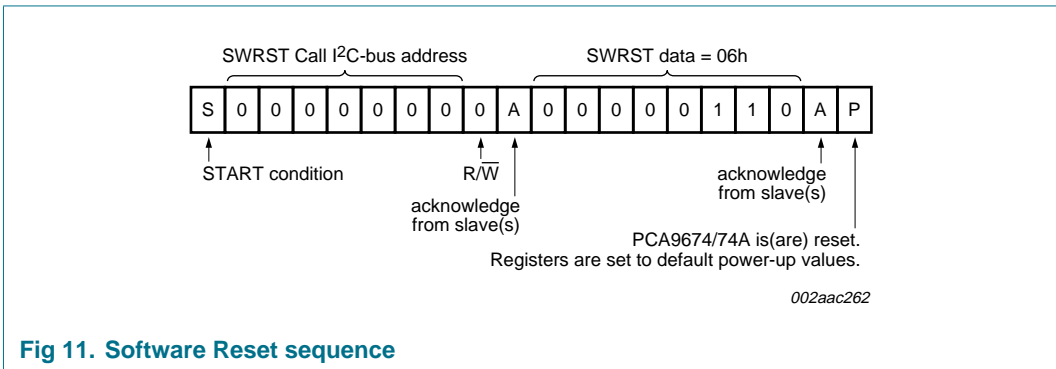 SWRST Call I2C-bus address
SWRST data = 06h
S 0 0 0 0 0 0 0 0 A 0 0 0 0 0 1 1 0 A P
START condition
R/W
acknowledge
from slave(s)
acknowledge
from slave(s)
PCA9674/74A is(are) reset.
Registers are set to default power-up values.
002aac262
Fig 11. Software Reset sequence